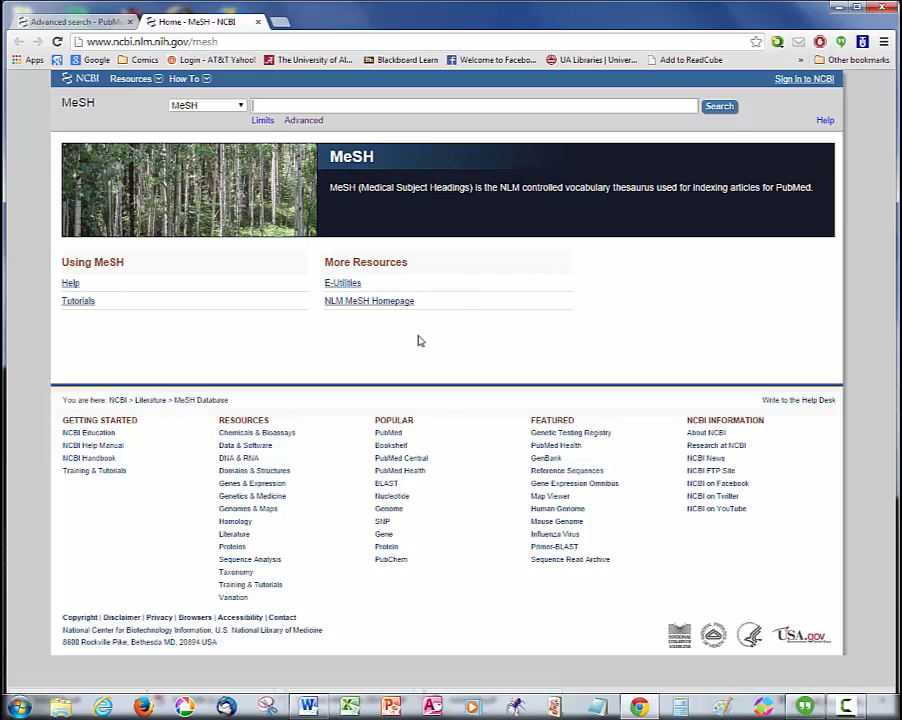 Advanced search - PubM
Home - MeSH - NCBI
www.ncbi.nlm.nih.gov/mesh
Apps Google Comics Login - AT&T Yahoo! The University of Al... Blackboard Learn Welcome to Facebo... UA Libraries | Univer... Add to ReadCube » Other bookmarks
NCBI Resources How To Sign in to NCBI
MeSH MeSH Search
Limits Advanced Help
MeSH
MeSH (Medical Subject Headings) is the NLM controlled vocabulary thesaurus used for indexing articles for PubMed.
Using MeSH
Help
Tutorials
More Resources
E-Utilities
NLM MeSH Homepage
You are here: NCBI > Literature > MeSH Database Write to the Help Desk
GETTING STARTED
NCBI Education
NCBI Help Manual
NCBI Handbook
Training & Tutorials
RESOURCES
Chemicals & Bioassays
Data & Software
DNA & RNA
Domains & Structures
Genes & Expression
Genetics & Medicine
Genomes & Maps
Homology
Literature
Proteins
Sequence Analysis
Taxonomy
Training & Tutorials
Variation
POPULAR
PubMed
Bookshelf
PubMed Central
PubMed Health
BLAST
Nucleotide
Genome
SNP
Gene
Protein
PubChem
FEATURED
Genetic Testing Registry
PubMed Health
GenBank
Reference Sequences
Gene Expression Omnibus
Map Viewer
Human Genome
Mouse Genome
Influenza Virus
Primer-BLAST
Sequence Read Archive
NCBI INFORMATION
About NCBI
Research at NCBI
NCBI News
NCBI FTP Site
NCBI on Facebook
NCBI on Twitter
NCBI on YouTube
Copyright | Disclaimer | Privacy | Browsers | Accessibility | Contact
National Center for Biotechnology Information, U.S. National Library of Medicine
8600 Rockville Pike, Bethesda MD, 20894 USA
USA.gov